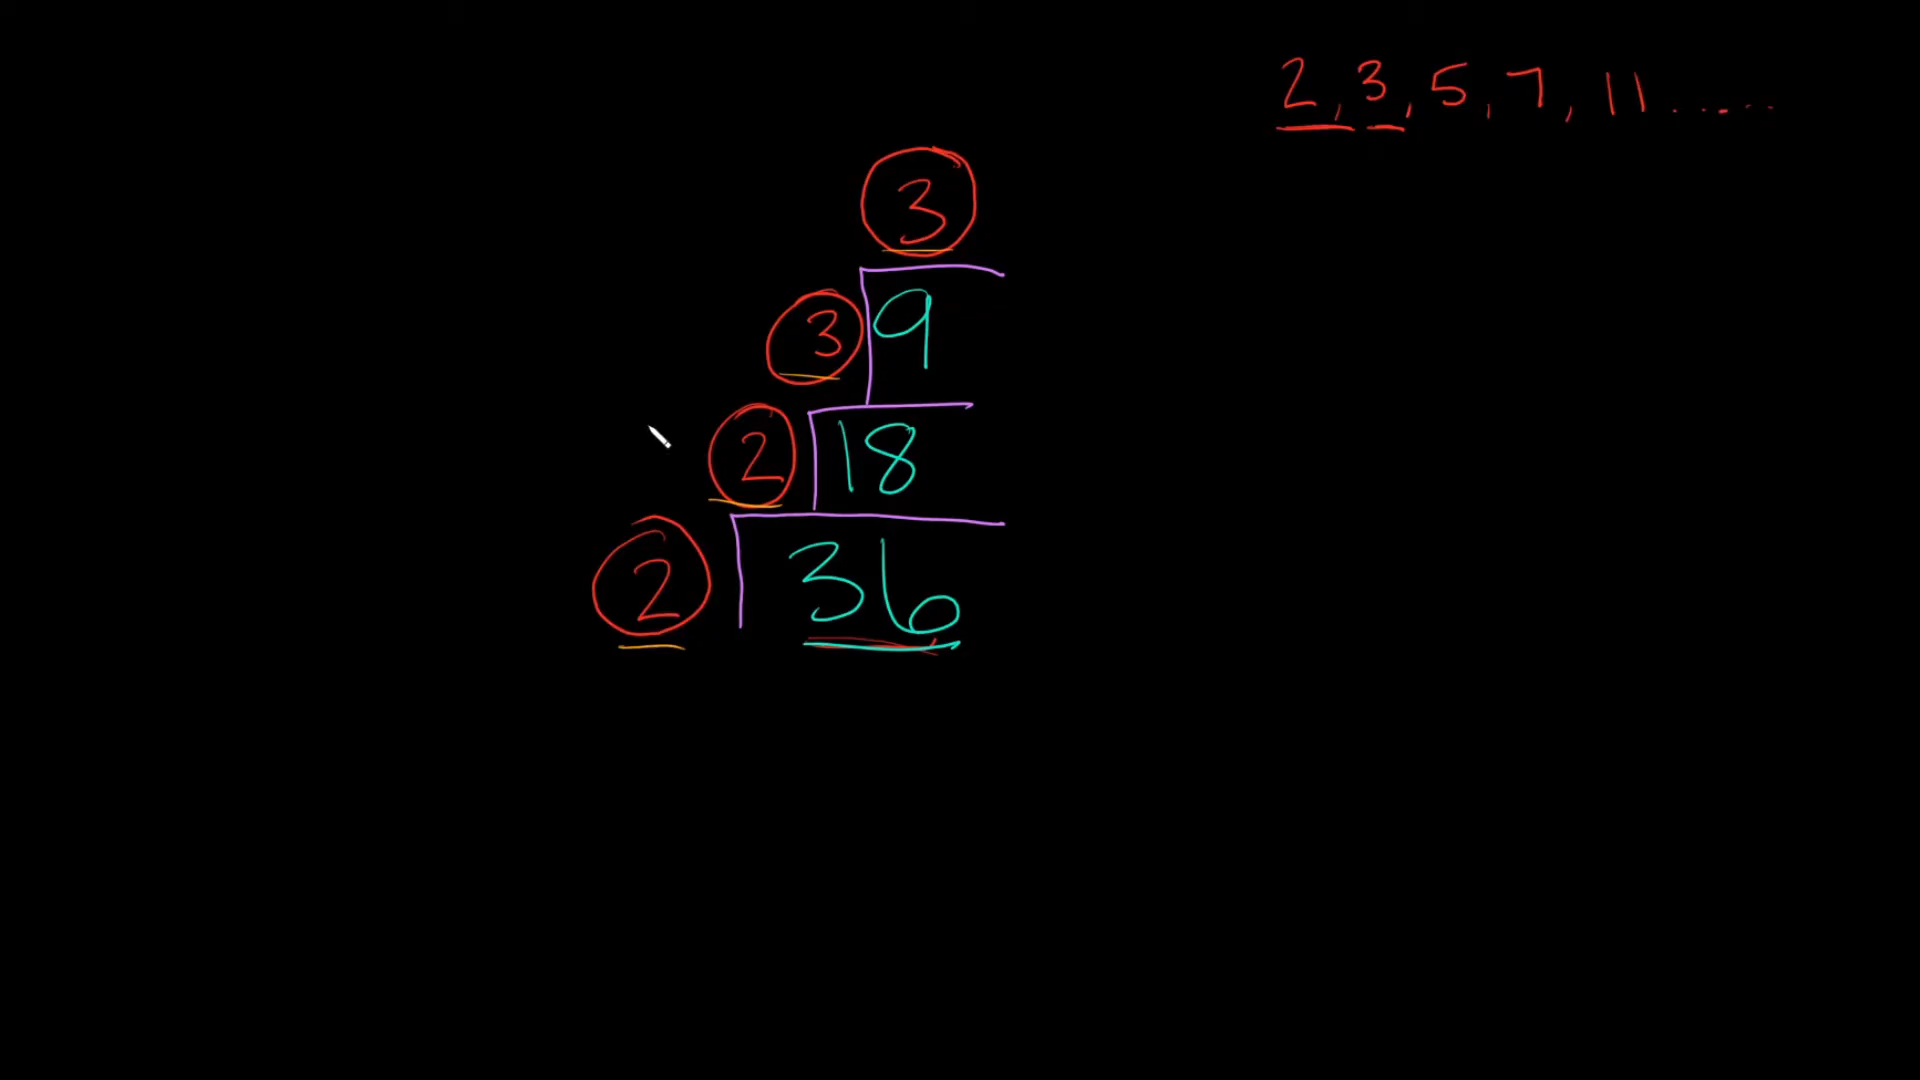 2, 3, 5, 7, 11.....
3
3 9
2 18
2 36